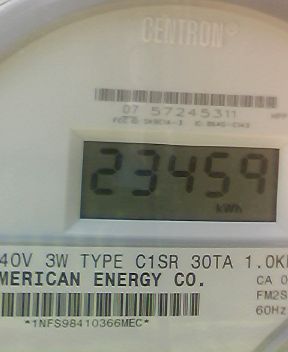 CENTRON®
07 57245311
23459
kWh
40V 3W TYPE C1SR 30TA 1.0K
MERICAN ENERGY CO.
CA 0
FM2S
60Hz
*1NFS98410366MEC*